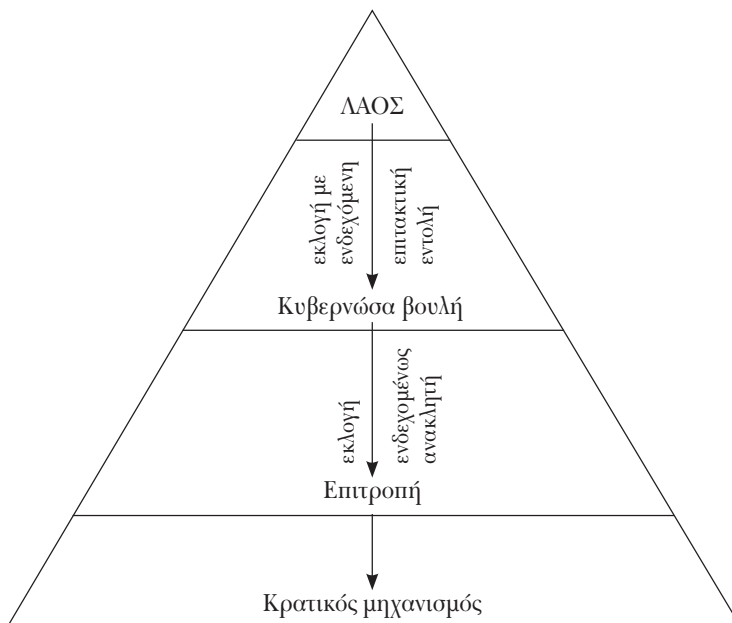 ΛΑΟΣ
εκλογή με
ενδεχόμενη
επιτακτική
εντολή
Κυβερνώσα βουλή
εκλογή
ενδεχομένως
ανακλητή
Επιτροπή
Κρατικός μηχανισμός